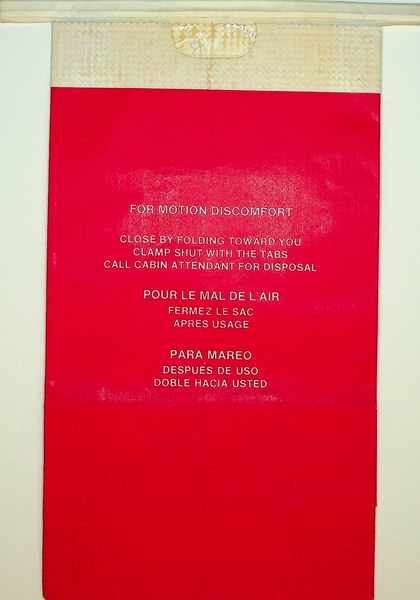 FOR MOTION DISCOMFORT
CLOSE BY FOLDING TOWARD YOU
CLAMP SHUT WITH THE TABS
CALL CABIN ATTENDANT FOR DISPOSAL
POUR LE MAL DE L'AIR
FERMEZ LE SAC
APRES USAGE
PARA MAREO
DESPUES DE USO
DOBLE HACIA USTED